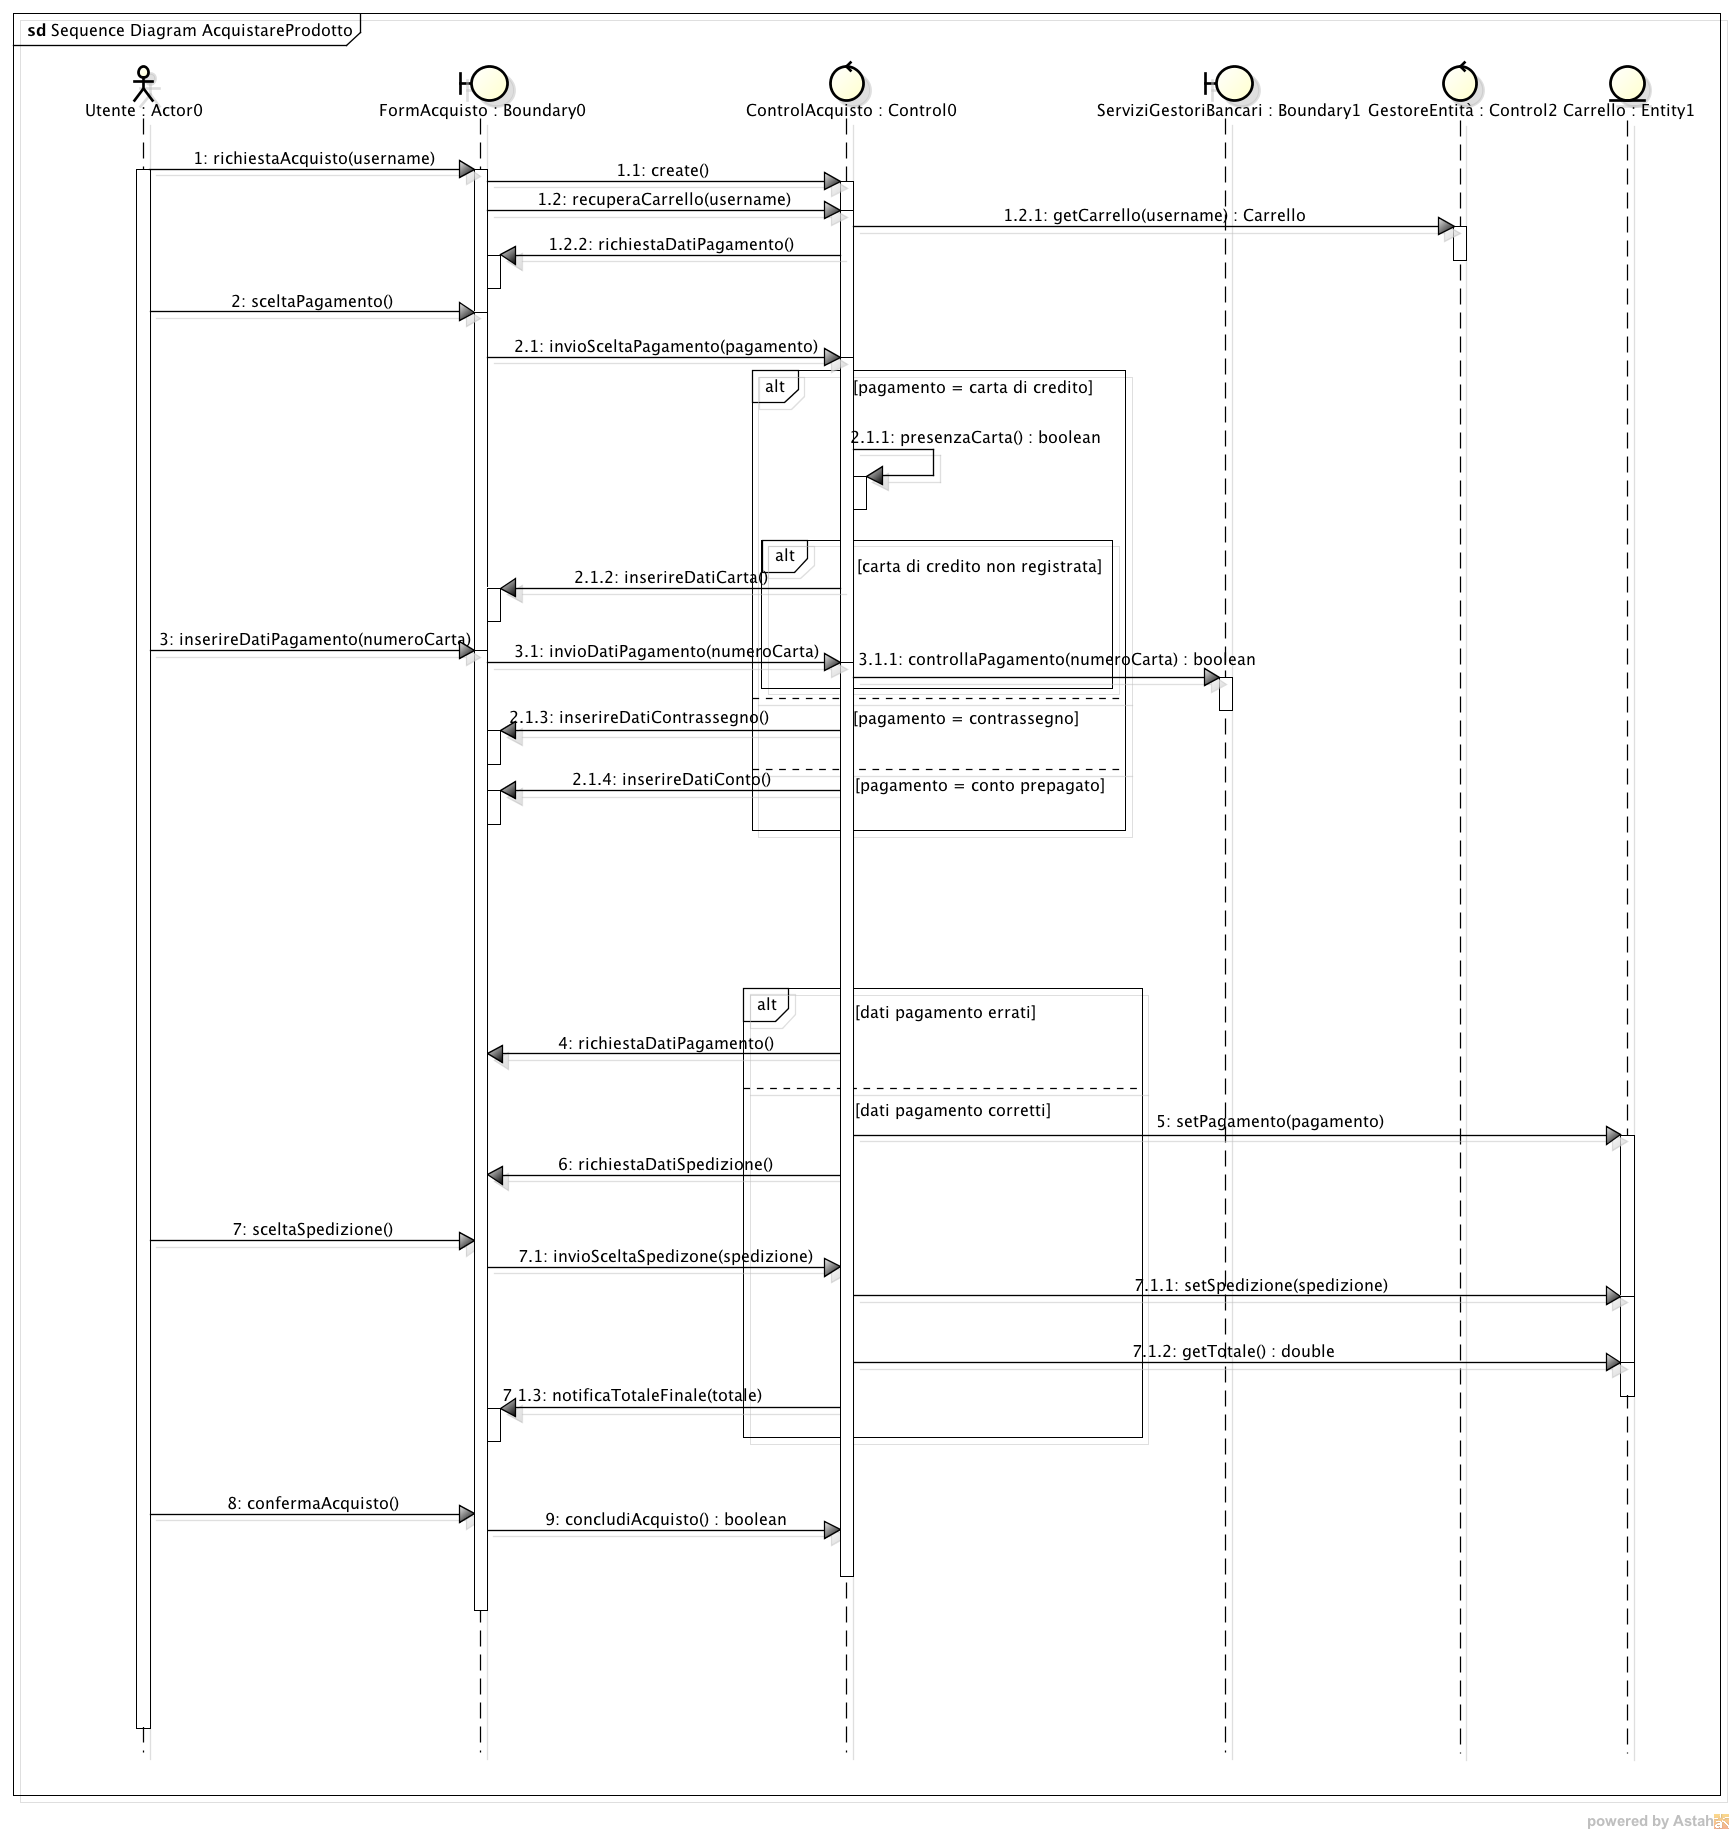 sd Sequence Diagram AcquistareProdotto
Utente : Actor0
FormAcquisto : Boundary0
ControlAcquisto : Control0
ServiziGestoriBancari : Boundary1
GestoreEntità : Control2
Carrello : Entity1
1: richiestaAcquisto(username)
1.1: create()
1.2: recuperaCarrello(username)
1.2.1: getCarrello(username) : Carrello
1.2.2: richiestaDatiPagamento()
2: sceltaPagamento()
2.1: invioSceltaPagamento(pagamento)
alt
[pagamento = carta di credito]
2.1.1: presenzaCarta() : boolean
alt
[carta di credito non registrata]
2.1.2: inserireDatiCarta()
3: inserireDatiPagamento(numeroCarta)
3.1: invioDatiPagamento(numeroCarta)
3.1.1: controllaPagamento(numeroCarta) : boolean
2.1.3: inserireDatiContrassegno()
[pagamento = contrassegno]
2.1.4: inserireDatiConto()
[pagamento = conto prepagato]
alt
[dati pagamento errati]
4: richiestaDatiPagamento()
[dati pagamento corretti]
5: setPagamento(pagamento)
6: richiestaDatiSpedizione()
7: sceltaSpedizione()
7.1: invioSceltaSpedizone(spedizione)
7.1.1: setSpedizione(spedizione)
7.1.2: getTotale() : double
7.1.3: notificaTotaleFinale(totale)
8: confermaAcquisto()
9: concludiAcquisto() : boolean
powered by Astah